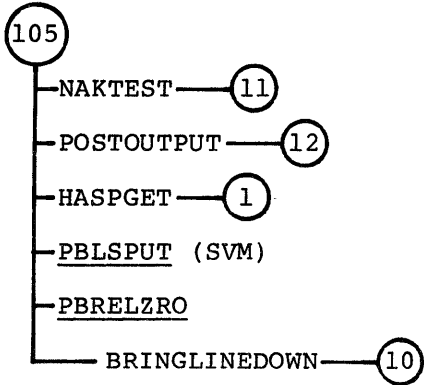 105
NAKTEST 11
POSTOUTPUT 12
HASPGET 1
PBLSPUT (SVM)
PBRELZRO
BRINGLINEDOWN 10